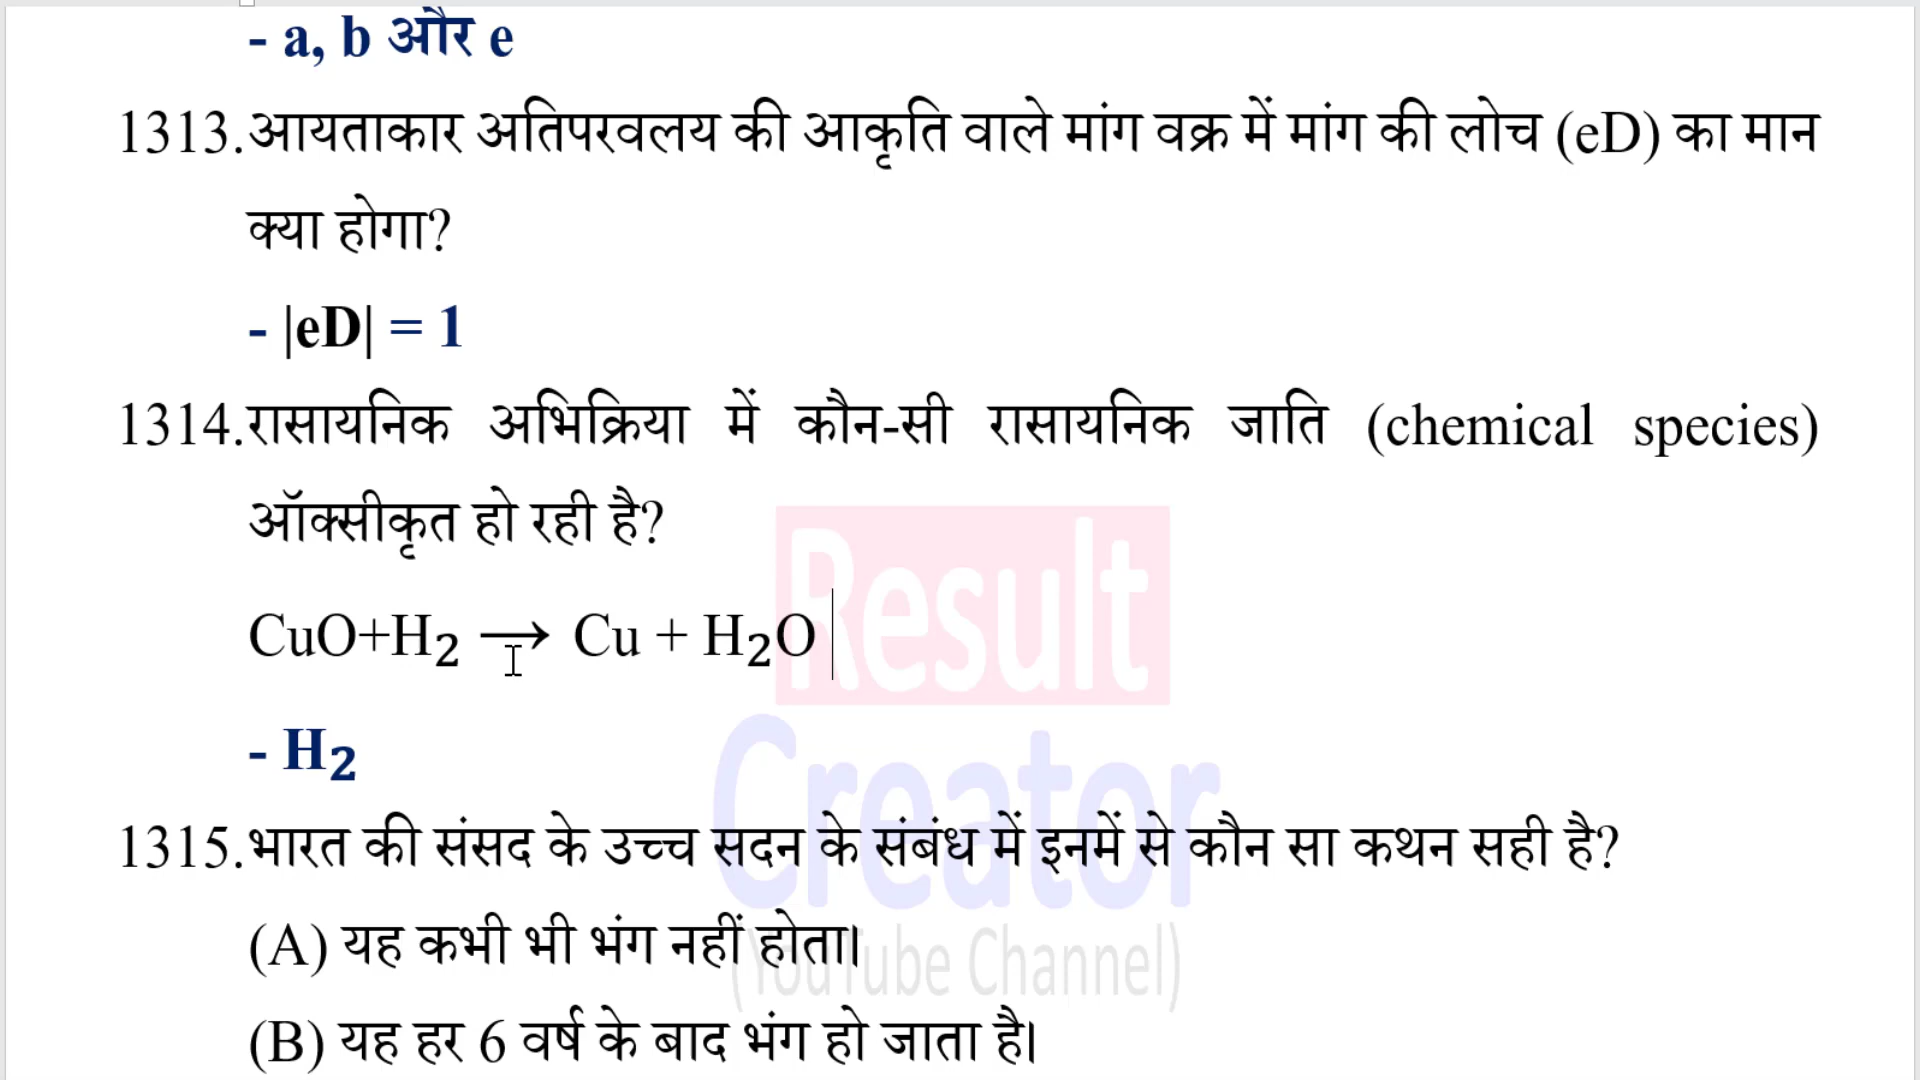 - a, b और e
1313.आयताकार अतिपरवलय की आकृति वाले मांग वक्र में मांग की लोच (eD) का मान
क्या होगा?
- |eD| = 1
1314.रासायनिक अभिक्रिया में कौन-सी रासायनिक जाति (chemical species)
ऑक्सीकृत हो रही है?
CuO+H₂ ⟶ Cu + H₂O
- H₂
1315.भारत की संसद के उच्च सदन के संबंध में इनमें से कौन सा कथन सही है?
(A) यह कभी भी भंग नहीं होता।
(B) यह हर 6 वर्ष के बाद भंग हो जाता है।
Result
Creator
(YouTube Channel)